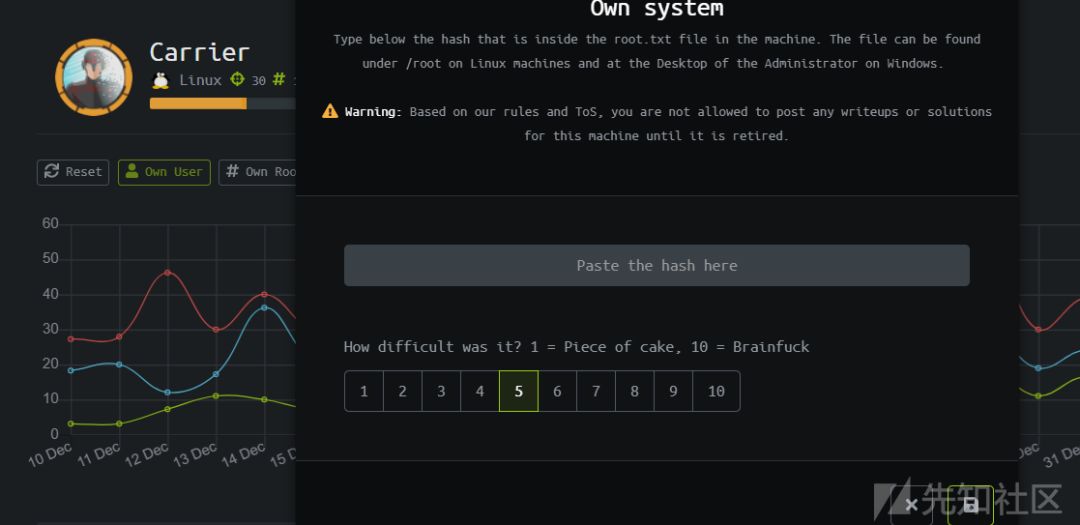 Own system
Type below the hash that is inside the root.txt file in the machine. The file can be found
under /root on Linux machines and at the Desktop of the Administrator on Windows.
Warning: Based on our rules and ToS, you are not allowed to post any writeups or solutions
for this machine until it is retired.
Carrier
Linux 30 #
Reset Own User # Own Roo
60
50
40
30
20
10
0
10 Dec 11 Dec 12 Dec 13 Dec 14 Dec 15 D
Paste the hash here
How difficult was it? 1 = Piece of cake, 10 = Brainfuck
1 2 3 4 5 6 7 8 9 10
Dec 31 De
先知社区